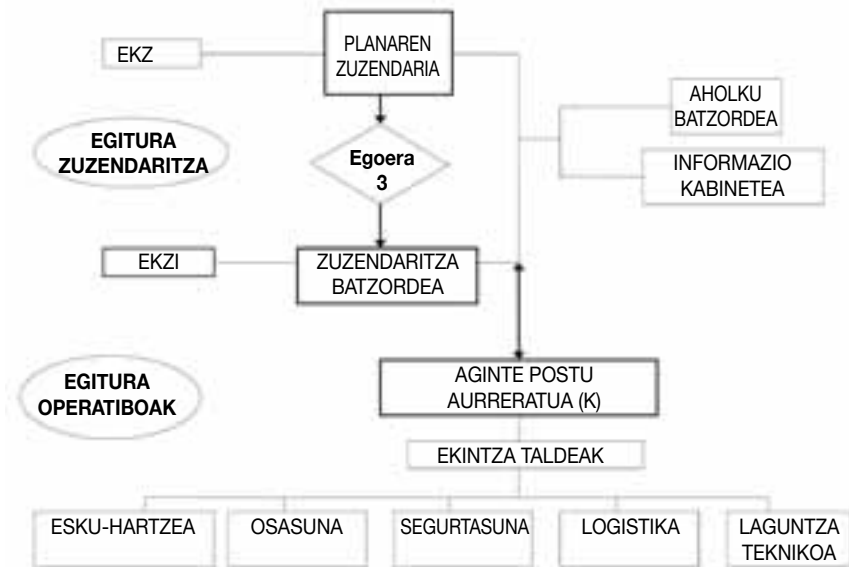 EKZ
PLANAREN
ZUZENDARIA
AHOLKU
BATZORDEA
EGITURA
ZUZENDARITZA
Egoera
3
INFORMAZIO
KABINETEA
EKZI
ZUZENDARITZA
BATZORDEA
EGITURA
OPERATIBOAK
AGINTE POSTU
AURRERATUA (K)
EKINTZA TALDEAK
ESKU-HARTZEA
OSASUNA
SEGURTASUNA
LOGISTIKA
LAGUNTZA
TEKNIKOA